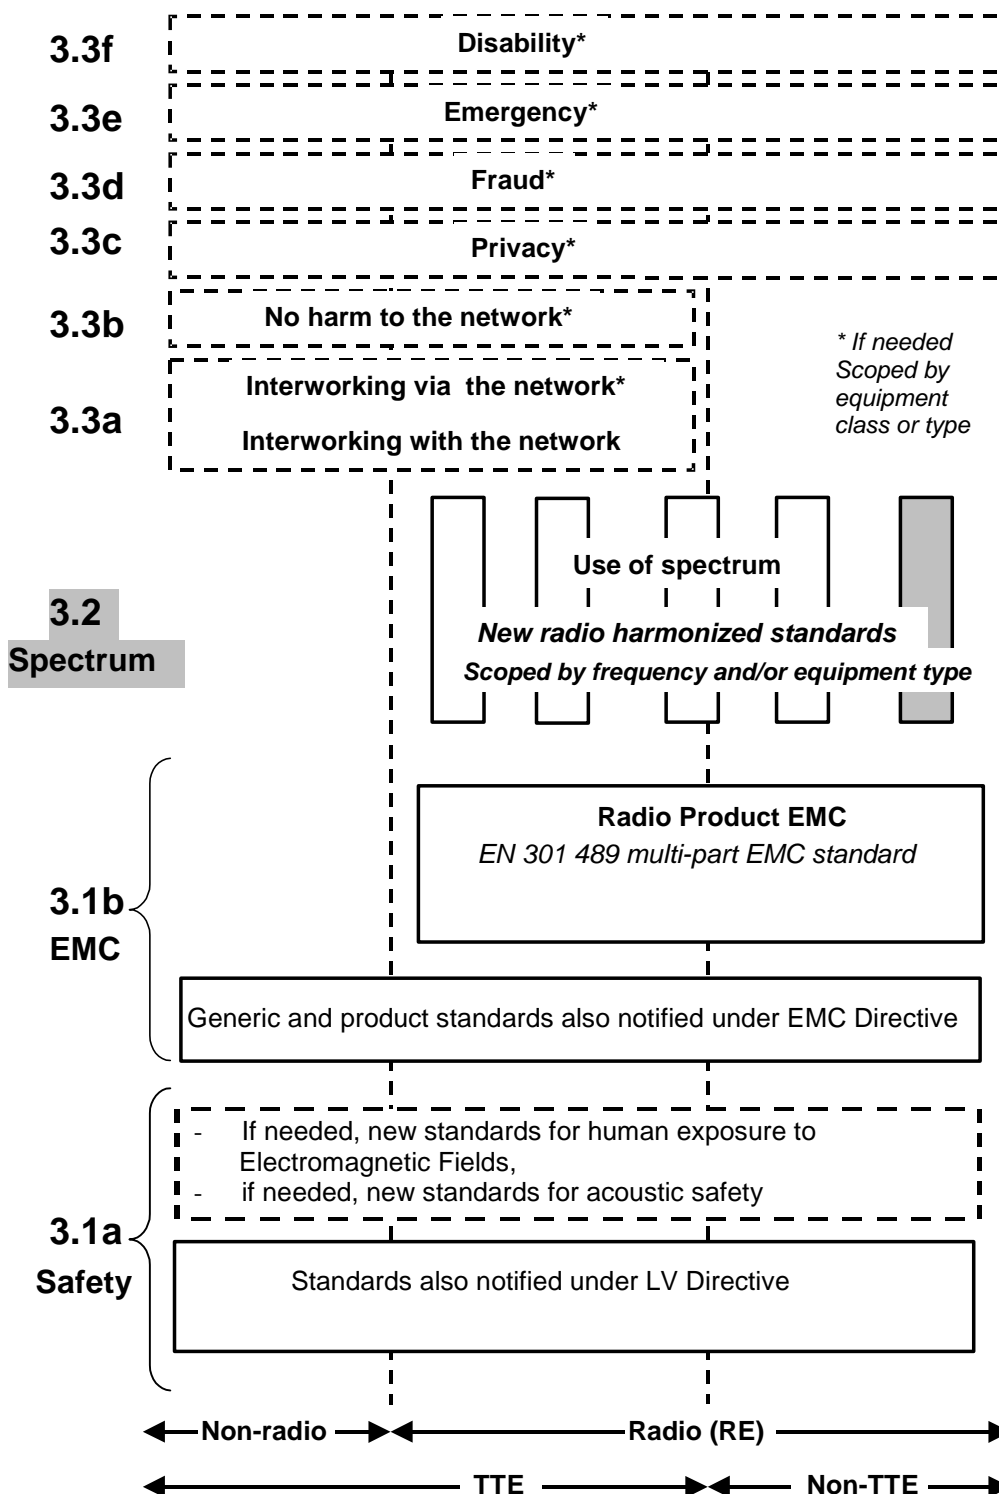 3.3f
Disability*
3.3e
Emergency*
3.3d
Fraud*
3.3c
Privacy*
3.3b
No harm to the network*
* If needed
Scoped by
equipment
class or type
3.3a
Interworking via the network*
Interworking with the network
Use of spectrum
3.2
Spectrum
New radio harmonized standards
Scoped by frequency and/or equipment type
Radio Product EMC
EN 301 489 multi-part EMC standard
3.1b
EMC
Generic and product standards also notified under EMC Directive
- If needed, new standards for human exposure to
Electromagnetic Fields,
- if needed, new standards for acoustic safety
3.1a
Safety
Standards also notified under LV Directive
Non-radio
Radio (RE)
TTE
Non-TTE